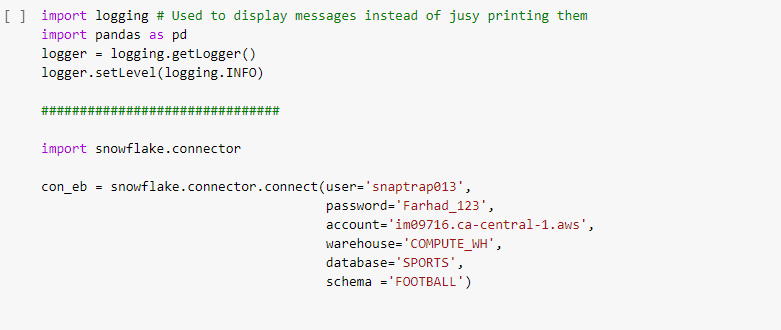 [ ] import logging # Used to display messages instead of jusy printing them
import pandas as pd
logger = logging.getLogger()
logger.setLevel(logging.INFO)
###############################
import snowflake.connector
con_eb = snowflake.connector.connect(user='snaptrap013',
password='Farhad_123',
account='im09716.ca-central-1.aws',
warehouse='COMPUTE_WH',
database='SPORTS',
schema ='FOOTBALL')